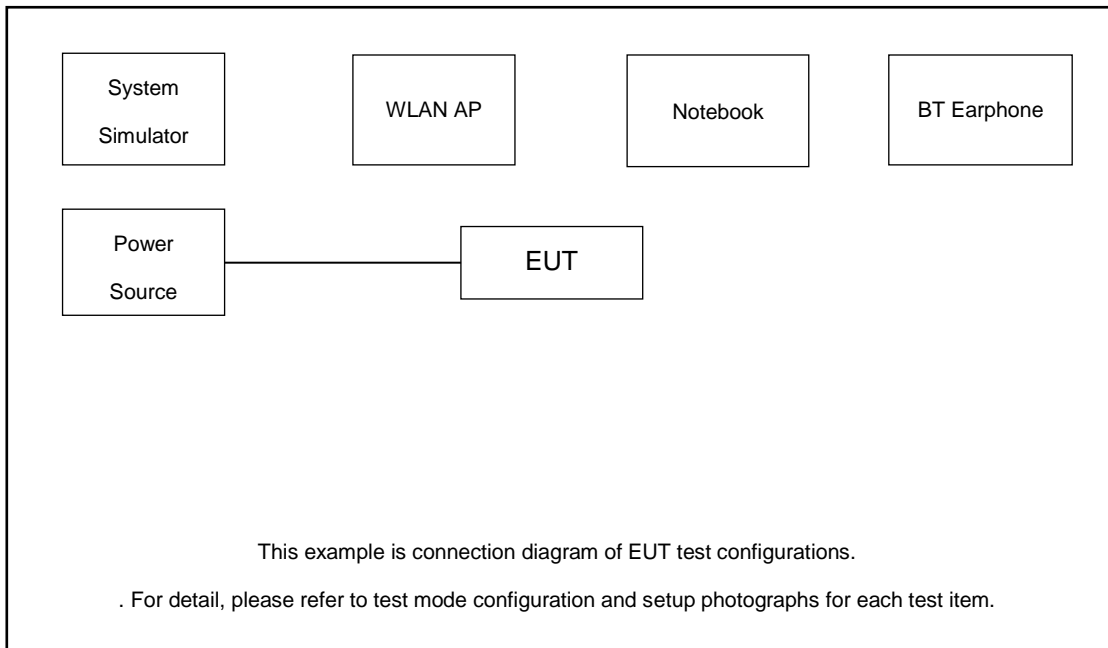 System
Simulator
WLAN AP
Notebook
BT Earphone
Power
Source
EUT
This example is connection diagram of EUT test configurations.
. For detail, please refer to test mode configuration and setup photographs for each test item.